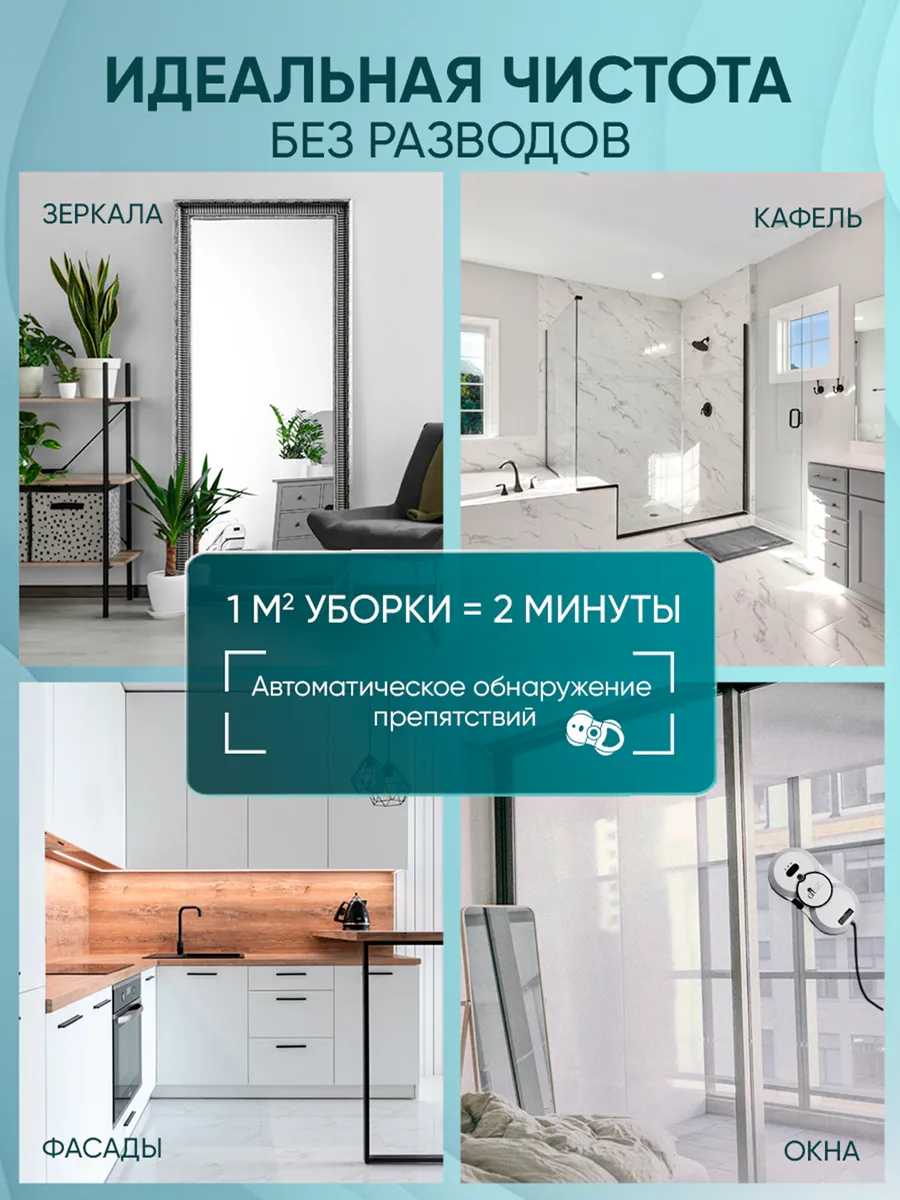 ИДЕАЛЬНАЯ ЧИСТОТА
БЕЗ РАЗВОДОВ
ЗЕРКАЛА
КАФЕЛЬ
1 М² УБОРКИ = 2 МИНУТЫ
Автоматическое обнаружение
препятствий
ФАСАДЫ
ОКНА